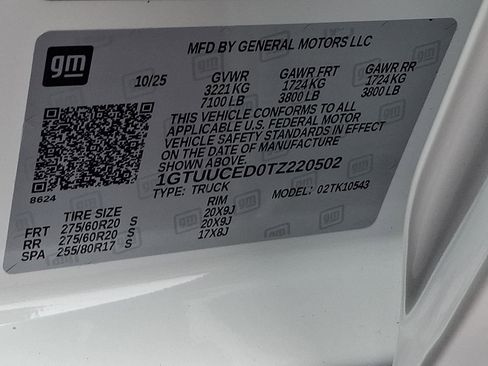 gm
MFD BY GENERAL MOTORS LLC
10/25 GVWR GAWR FRT GAWR RR
3221 KG 1724 KG 1724 KG
7100 LB 3800 LB 3800 LB
THIS VEHICLE CONFORMS TO ALL
APPLICABLE U.S. FEDERAL MOTOR
VEHICLE SAFETY STANDARDS IN EFFECT
ON THE DATE OF MANUFACTURE
SHOWN ABOVE.
1GTUUCED0TZ220502
8624
TYPE: TRUCK MODEL: 02TK10543
TIRE SIZE RIM
FRT 275/60R20 S 20X9J
RR 275/60R20 S 20X9J
SPA 255/80R17 S 17X8J